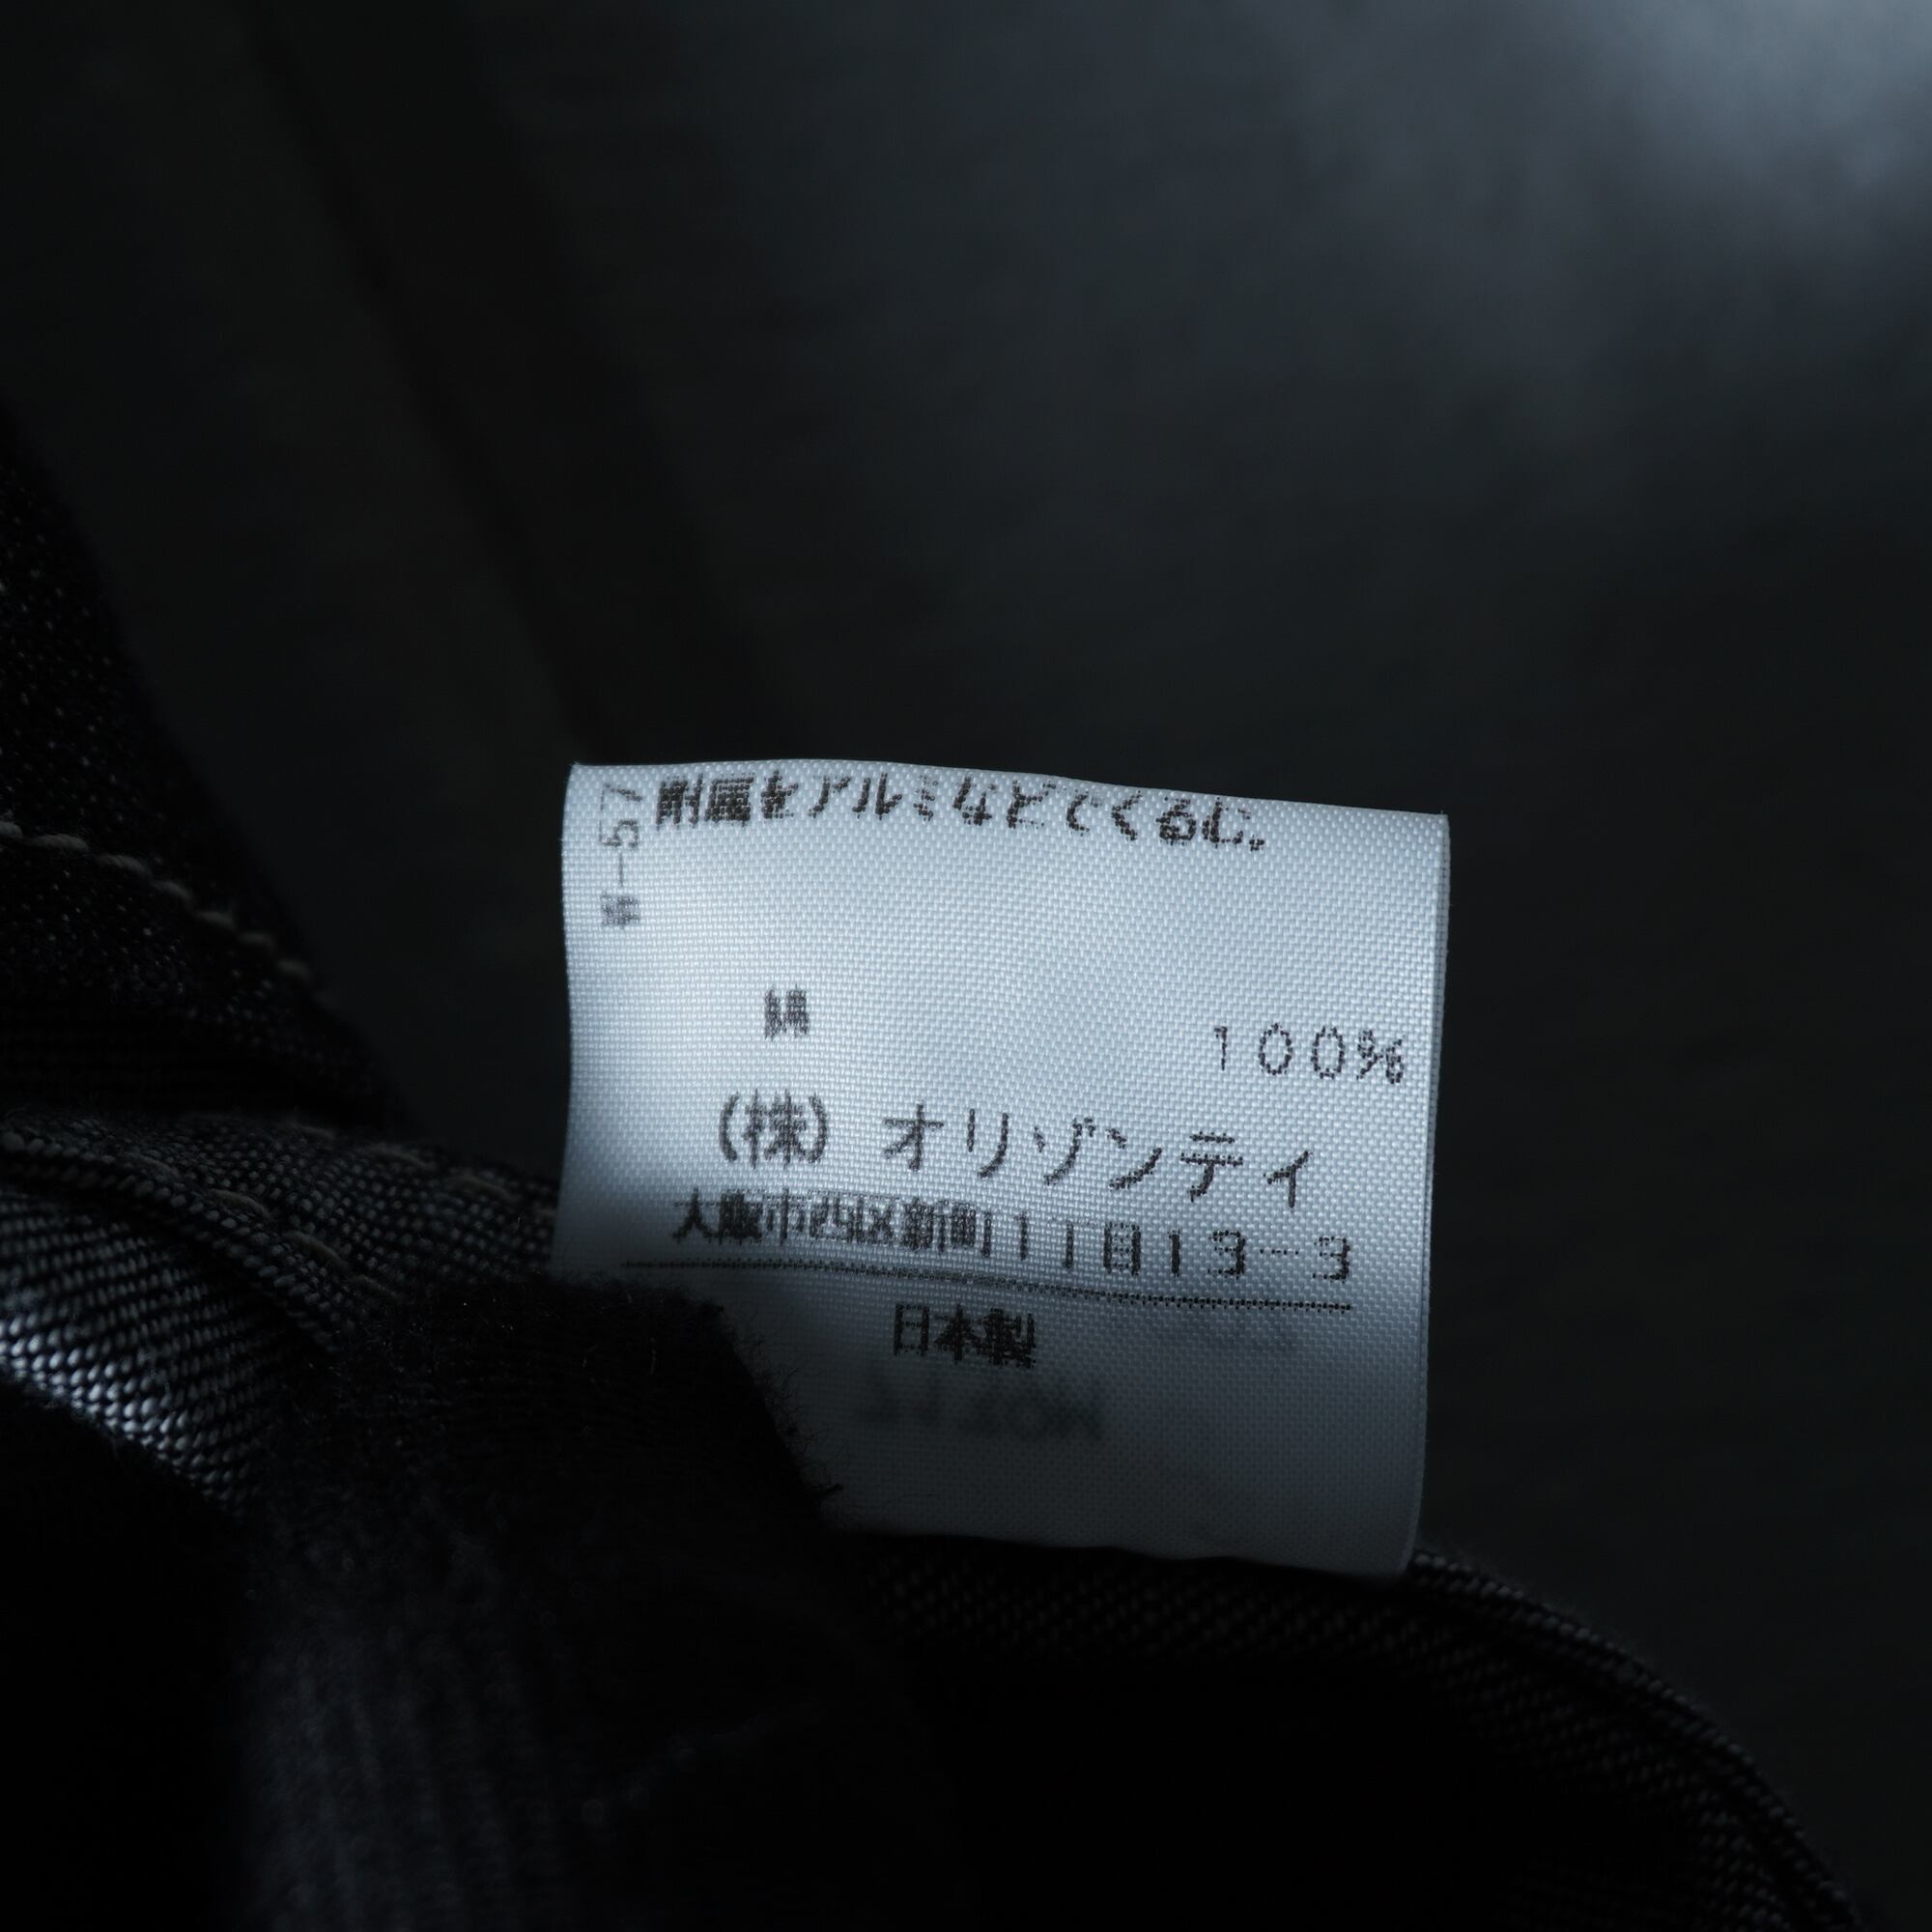 附属をアルミなどでくるむ。
綿 100%
(株) オリゾンティ
大阪市西区新町1丁目13-3
日本製